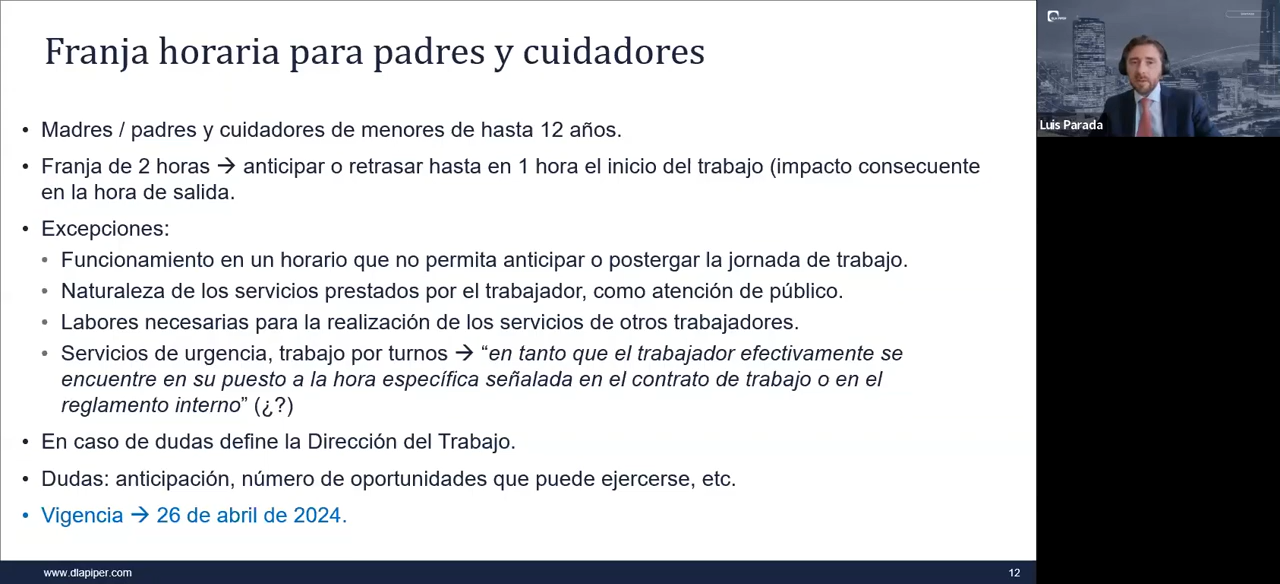 Franja horaria para padres y cuidadores
• Madres / padres y cuidadores de menores de hasta 12 años.
• Franja de 2 horas → anticipar o retrasar hasta en 1 hora el inicio del trabajo (impacto consecuente
en la hora de salida.
• Excepciones:
• Funcionamiento en un horario que no permita anticipar o postergar la jornada de trabajo.
• Naturaleza de los servicios prestados por el trabajador, como atención de público.
• Labores necesarias para la realización de los servicios de otros trabajadores.
• Servicios de urgencia, trabajo por turnos → “en tanto que el trabajador efectivamente se
encuentre en su puesto a la hora específica señalada en el contrato de trabajo o en el
reglamento interno” (¿?)
• En caso de dudas define la Dirección del Trabajo.
• Dudas: anticipación, número de oportunidades que puede ejercerse, etc.
• Vigencia → 26 de abril de 2024.
www.dlapiper.com
12
DLA PIPER
Luis Parada